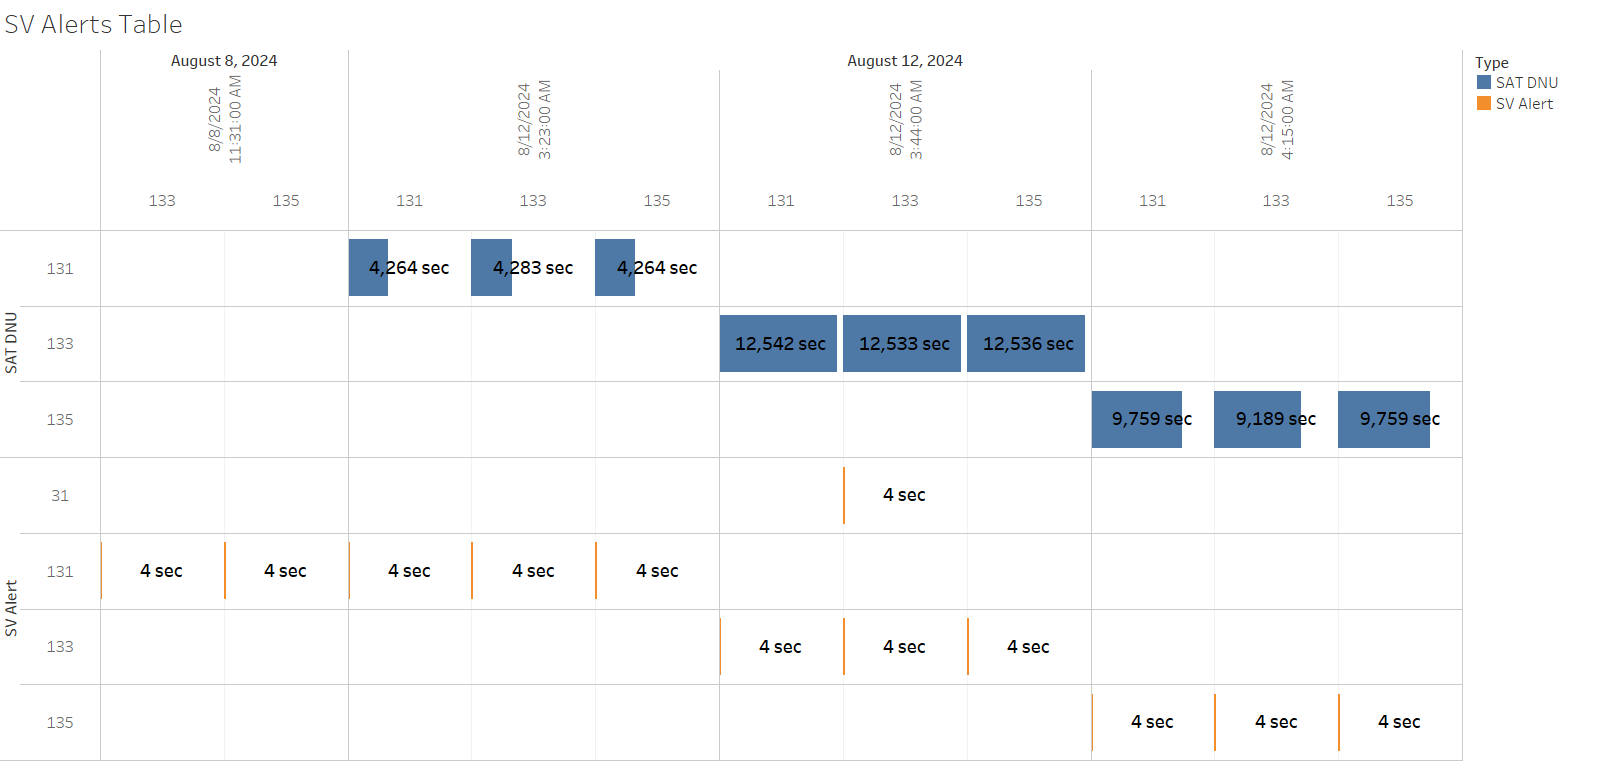 SV Alerts Table
August 8, 2024
August 12, 2024
Type
SAT DNU
SV Alert
8/8/2024
11:31:00 AM
8/12/2024
3:23:00 AM
8/12/2024
3:44:00 AM
8/12/2024
4:15:00 AM
133 135 131 133 135 131 133 135 131 133 135
SAT DNU
131 4,264 sec 4,283 sec 4,264 sec
133 12,542 sec 12,533 sec 12,536 sec
135 9,759 sec 9,189 sec 9,759 sec
SV Alert
31 4 sec
131 4 sec 4 sec 4 sec 4 sec 4 sec
133 4 sec 4 sec 4 sec
135 4 sec 4 sec 4 sec